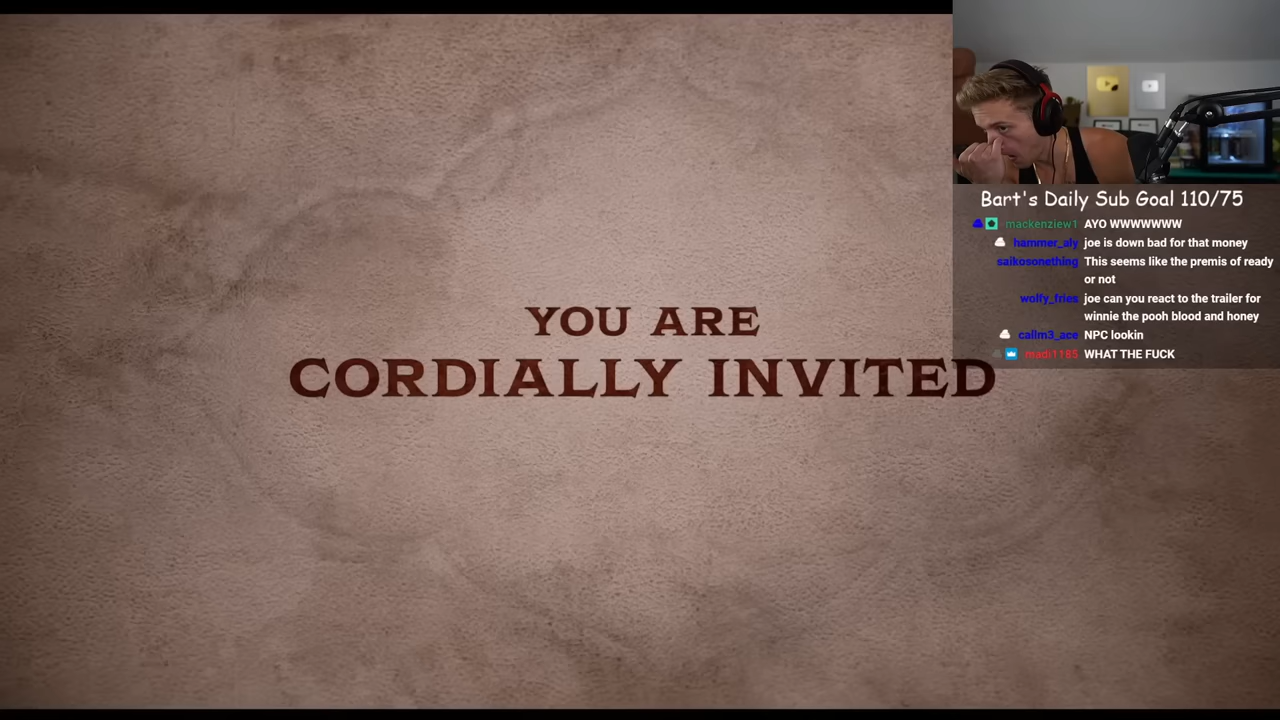 YOU ARE
CORDIALLY INVITED
Bart's Daily Sub Goal 110/75
mackenziew1 AYO WWWWWWW
hammer_aly joe is down bad for that money
saikosonething This seems like the premis of ready
or not
wolfy_fries joe can you react to the trailer for
winnie the pooh blood and honey
callm3_ace NPC lookin
madi1185 WHAT THE FUCK